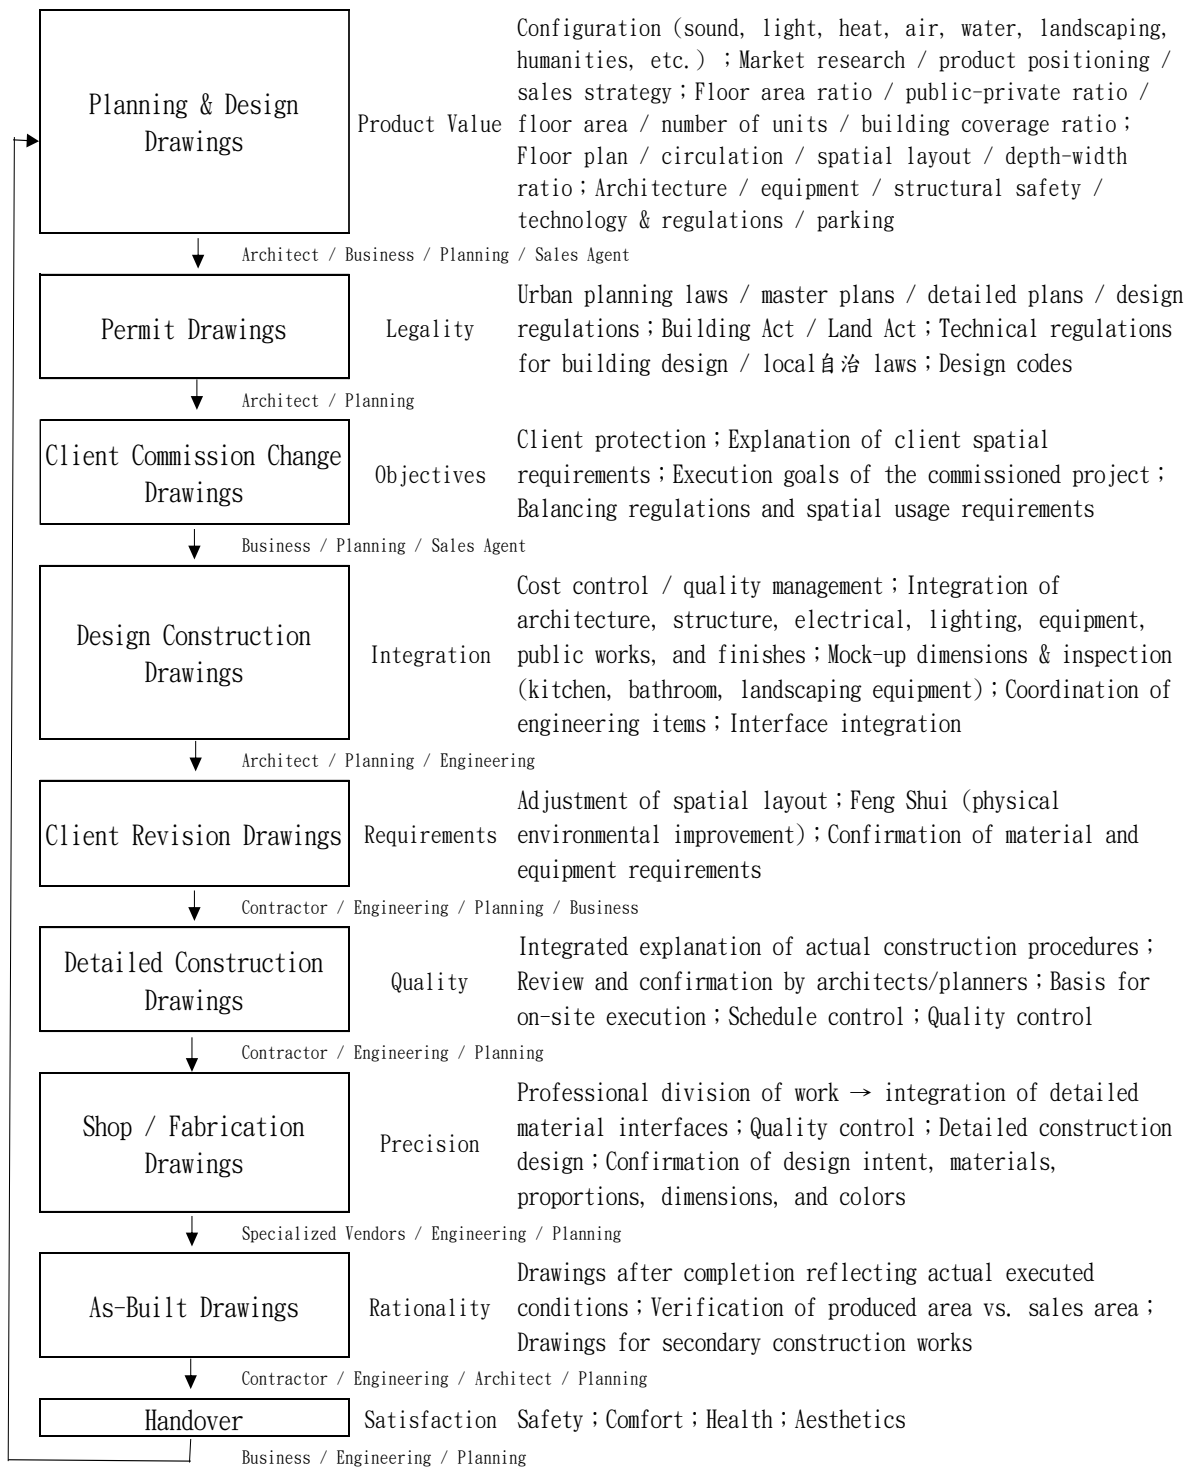 Planning & Design
Drawings
Product Value
Configuration (sound, light, heat, air, water, landscaping,
humanities, etc.) ；Market research / product positioning /
sales strategy；Floor area ratio / public-private ratio /
floor area / number of units / building coverage ratio；
Floor plan / circulation / spatial layout / depth-width
ratio；Architecture / equipment / structural safety /
technology & regulations / parking
Architect / Business / Planning / Sales Agent
Permit Drawings
Legality
Urban planning laws / master plans / detailed plans / design
regulations；Building Act / Land Act；Technical regulations
for building design / local自治 laws；Design codes
Architect / Planning
Client Commission Change
Drawings
Objectives
Client protection；Explanation of client spatial
requirements；Execution goals of the commissioned project；
Balancing regulations and spatial usage requirements
Business / Planning / Sales Agent
Design Construction
Drawings
Integration
Cost control / quality management；Integration of
architecture, structure, electrical, lighting, equipment,
public works, and finishes；Mock-up dimensions & inspection
(kitchen, bathroom, landscaping equipment)；Coordination of
engineering items；Interface integration
Architect / Planning / Engineering
Client Revision Drawings
Requirements
Adjustment of spatial layout；Feng Shui (physical
environmental improvement)；Confirmation of material and
equipment requirements
Contractor / Engineering / Planning / Business
Detailed Construction
Drawings
Quality
Integrated explanation of actual construction procedures；
Review and confirmation by architects/planners；Basis for
on-site execution；Schedule control；Quality control
Contractor / Engineering / Planning
Shop / Fabrication
Drawings
Precision
Professional division of work → integration of detailed
material interfaces；Quality control；Detailed construction
design；Confirmation of design intent, materials,
proportions, dimensions, and colors
Specialized Vendors / Engineering / Planning
As-Built Drawings
Rationality
Drawings after completion reflecting actual executed
conditions；Verification of produced area vs. sales area；
Drawings for secondary construction works
Contractor / Engineering / Architect / Planning
Handover
Satisfaction
Safety；Comfort；Health；Aesthetics
Business / Engineering / Planning